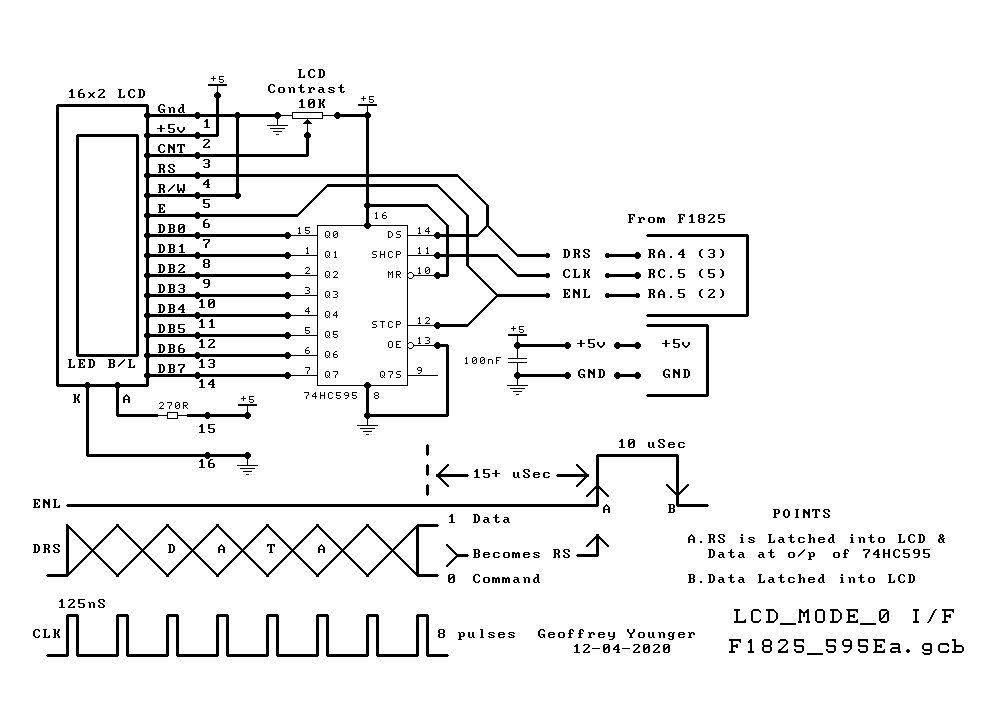 LCD
Contrast
10K
+5
+5
16x2 LCD
Gnd
1
+5v
2
CNT
3
RS
4
R/W
5
E
6
DB0
7
DB1
8
DB2
9
DB3
10
DB4
11
DB5
12
DB6
13
DB7
14
LED B/L
K
A
270R
+5
15
16
16
15 Q0 DS 14
1 Q1 SHCP 11
2 Q2 MR 10
3 Q3
4 Q4 STCP 12
5 Q5 OE 13
6 Q6
7 Q7 Q7S 9
74HC595 8
From F1825
DRS RA.4 (3)
CLK RC.5 (5)
ENL RA.5 (2)
+5
100nF
+5v +5v
GND GND
10 uSec
15+ uSec
ENL
A
B
DRS
D A T A
1 Data
Becomes RS
0 Command
POINTS
A.RS is Latched into LCD &
Data at o/p of 74HC595
B.Data Latched into LCD
125nS
CLK
8 pulses
Geoffrey Younger
12-04-2020
LCD_MODE_0 I/F
F1825_595Ea.gcb